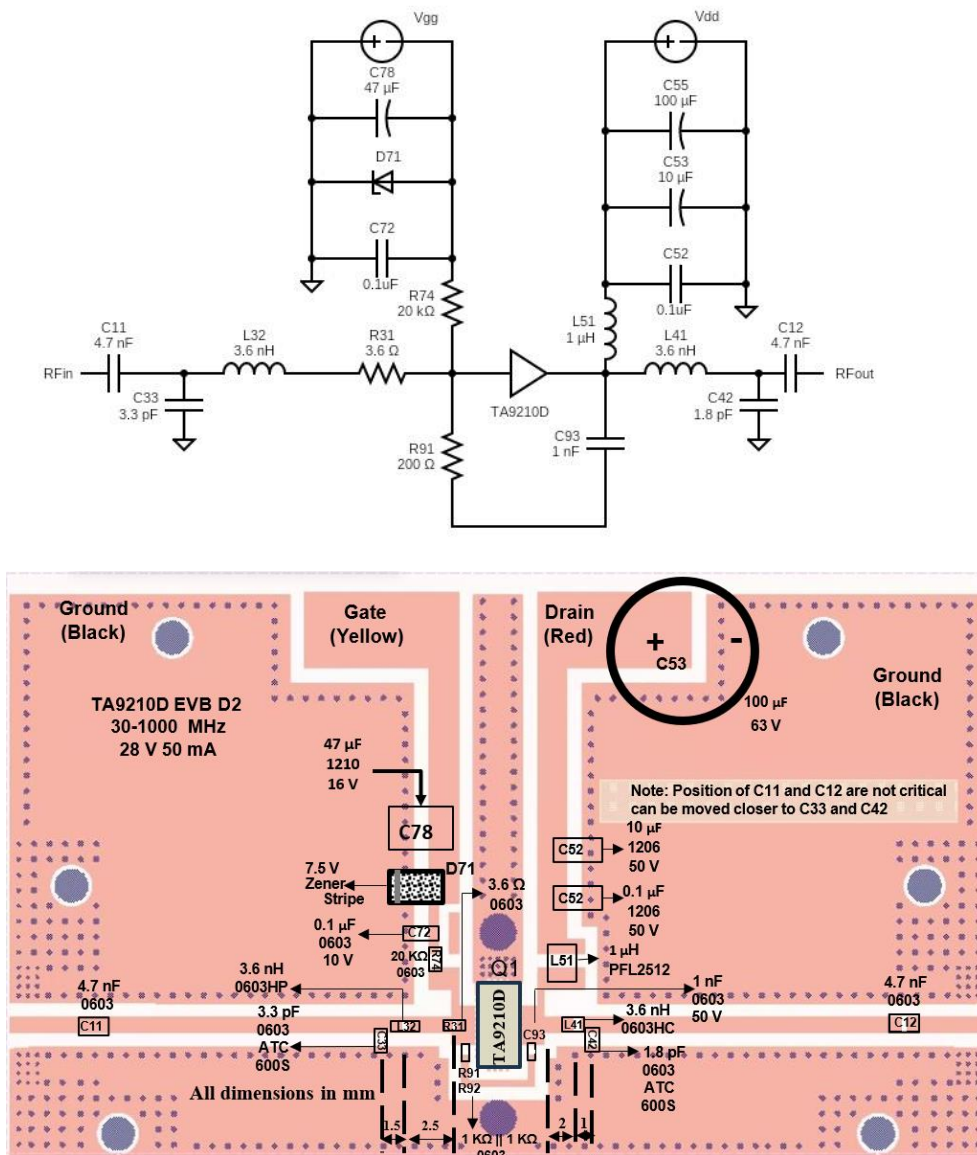 Vgg
C78
47 µF
D71
C72
0.1uF
R74
20 kΩ
Vdd
C55
100 µF
C53
10 µF
C52
0.1uF
L51
1 µH
C11
4.7 nF
L32
3.6 nH
R31
3.6 Ω
L41
3.6 nH
C12
4.7 nF
RFin
RFout
C33
3.3 pF
TA9210D
C42
1.8 pF
R91
200 Ω
C93
1 nF
Ground
(Black)
Gate
(Yellow)
Drain
(Red)
+
-
C53
Ground
(Black)
TA9210D EVB D2
30-1000 MHz
28 V 50 mA
100 µF
63 V
47 µF
1210
16 V
C78
Note: Position of C11 and C12 are not critical
can be moved closer to C33 and C42
C52
10 µF
1206
50 V
7.5 V
Zener
Stripe
D71
3.6 Ω
0603
C52
0.1 µF
1206
50 V
0.1 µF
0603
10 V
C72
20 KΩ
0603
R74
Q1
L51
1 µH
PFL2512
3.6 nH
0603HP
1 nF
0603
50 V
4.7 nF
0603
C11
3.3 pF
0603
ATC
600S
L32
R31
C33
TA9210D
C93
L41
3.6 nH
0603HC
C42
4.7 nF
0603
C12
1.8 pF
0603
ATC
600S
R91
R92
All dimensions in mm
1.5
2.5
1 KΩ || 1 KΩ
0603
2
1